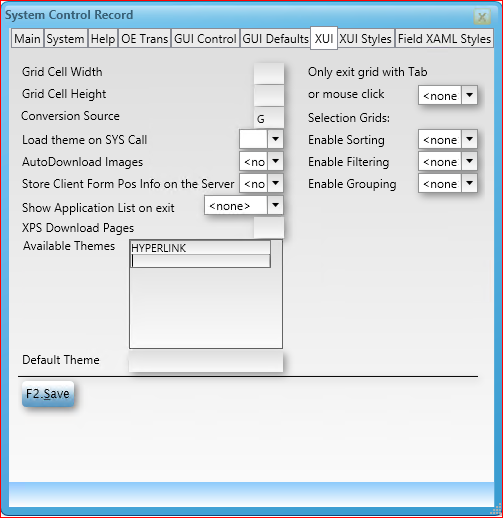 System Control Record
Main System Help OE Trans GUI Control GUI Defaults XUI XUI Styles Field XAML Styles
Grid Cell Width
Only exit grid with Tab
Grid Cell Height
or mouse click <none
Conversion Source G
Selection Grids:
Load theme on SYS Call
Enable Sorting <none
AutoDownload Images <no
Enable Filtering <none
Store Client Form Pos Info on the Server <no
Enable Grouping <none
Show Application List on exit <none>
XPS Download Pages
Available Themes HYPERLINK
Default Theme
F2.Save